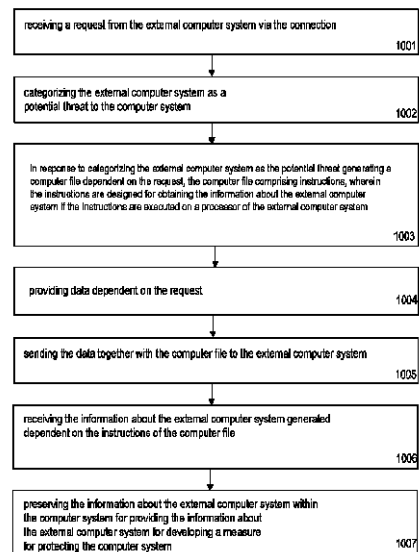 receiving a request from the external computer system via the connection
1001
categorizing the external computer system as a
potential threat to the computer system
1002
In response to categorizing the external computer system as the potential threat generating a
computer file dependent on the request, the computer file comprising instructions, wherein
the instructions are designed for obtaining the information about the external computer
system if the instructions are executed on a processor of the external computer system
1003
providing data dependent on the request
1004
sending the data together with the computer file to the external computer system
1005
receiving the information about the external computer system generated
dependent on the instructions of the computer file
1006
preserving the information about the external computer system within
the computer system for providing the information about
the external computer system for developing a measure
for protecting the computer system
1007